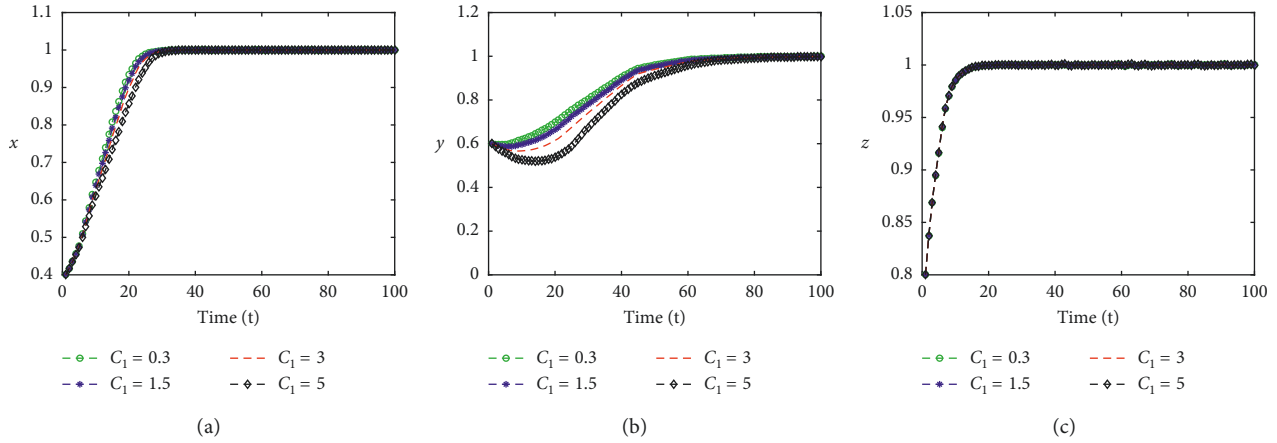 1.1
1
0.9
0.8
0.7
0.6
0.5
0.4
x
0 20 40 60 80 100
Time (t)
C1 = 0.3 C1 = 3
C1 = 1.5 C1 = 5
(a)
1.2
1
0.8
0.6
0.4
0.2
0
y
0 20 40 60 80 100
Time (t)
C1 = 0.3 C1 = 3
C1 = 1.5 C1 = 5
(b)
1.05
1
0.95
0.9
0.85
0.8
z
0 20 40 60 80 100
Time (t)
C1 = 0.3 C1 = 3
C1 = 1.5 C1 = 5
(c)